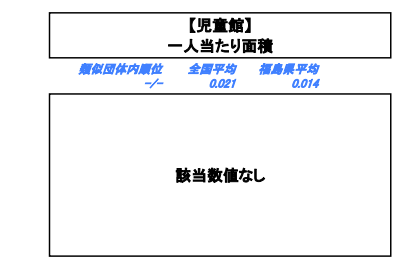 【児童館】
一人当たり面積
類似団体内順位 全国平均 福島県平均
-/- 0.021 0.014
該当数値なし